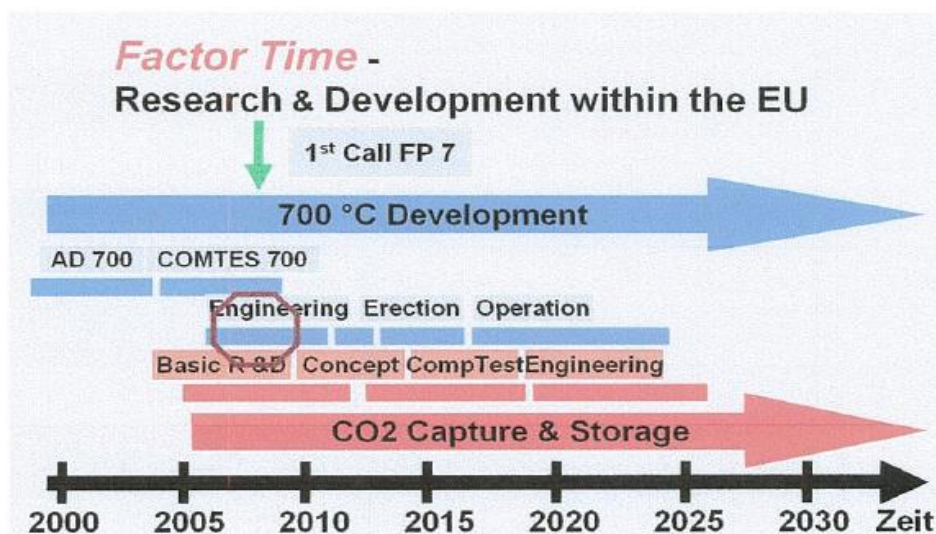 Factor Time -
Research & Development within the EU
1st Call FP 7
700 °C Development
AD 700 COMTES 700
Engineering Erection Operation
Basic R &D Concept CompTest Engineering
CO2 Capture & Storage
2000 2005 2010 2015 2020 2025 2030 Zeit